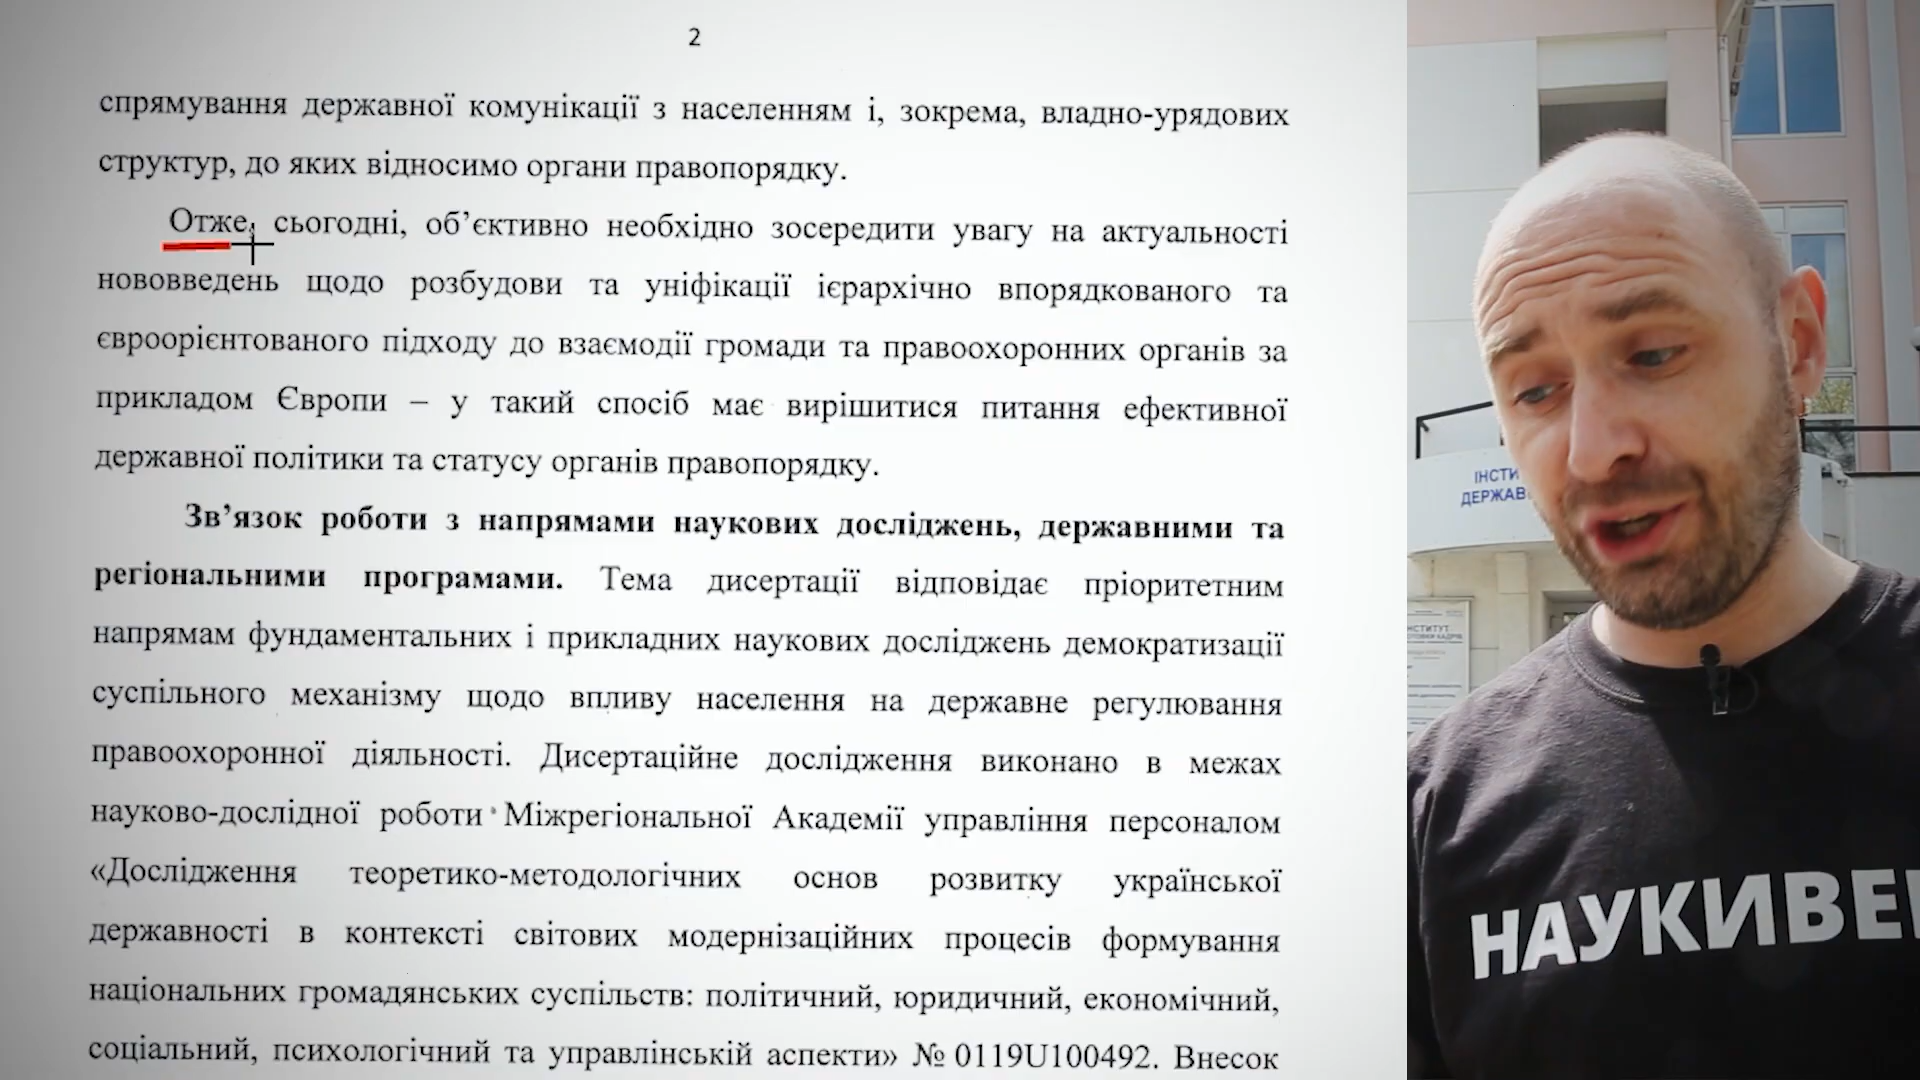 2
спрямування державної комунікації з населенням і, зокрема, владно-урядових
структур, до яких відносимо органи правопорядку.
Отже, сьогодні, об’єктивно необхідно зосередити увагу на актуальності
нововведень щодо розбудови та уніфікації ієрархічно впорядкованого та
євроорієнтованого підходу до взаємодії громади та правоохоронних органів за
прикладом Європи – у такий спосіб має вирішитися питання ефективної
державної політики та статусу органів правопорядку.
Зв’язок роботи з напрямами наукових досліджень, державними та
регіональними програмами. Тема дисертації відповідає пріоритетним
напрямам фундаментальних і прикладних наукових досліджень демократизації
суспільного механізму щодо впливу населення на державне регулювання
правоохоронної діяльності. Дисертаційне дослідження виконано в межах
науково-дослідної роботи Міжрегіональної Академії управління персоналом
«Дослідження теоретико-методологічних основ розвитку української
державності в контексті світових модернізаційних процесів формування
національних громадянських суспільств: політичний, юридичний, економічний,
соціальний, психологічний та управлінській аспекти» № 0119U100492. Внесок
ІНСТИ
ДЕРЖАВ
НАУКИВЕ